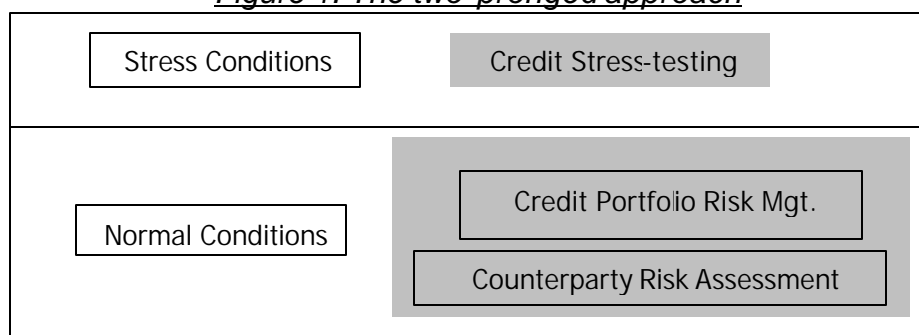 Figure 1: The two-pronged approach
Stress Conditions
Credit Stress-testing
Normal Conditions
Credit Portfolio Risk Mgt.
Counterparty Risk Assessment